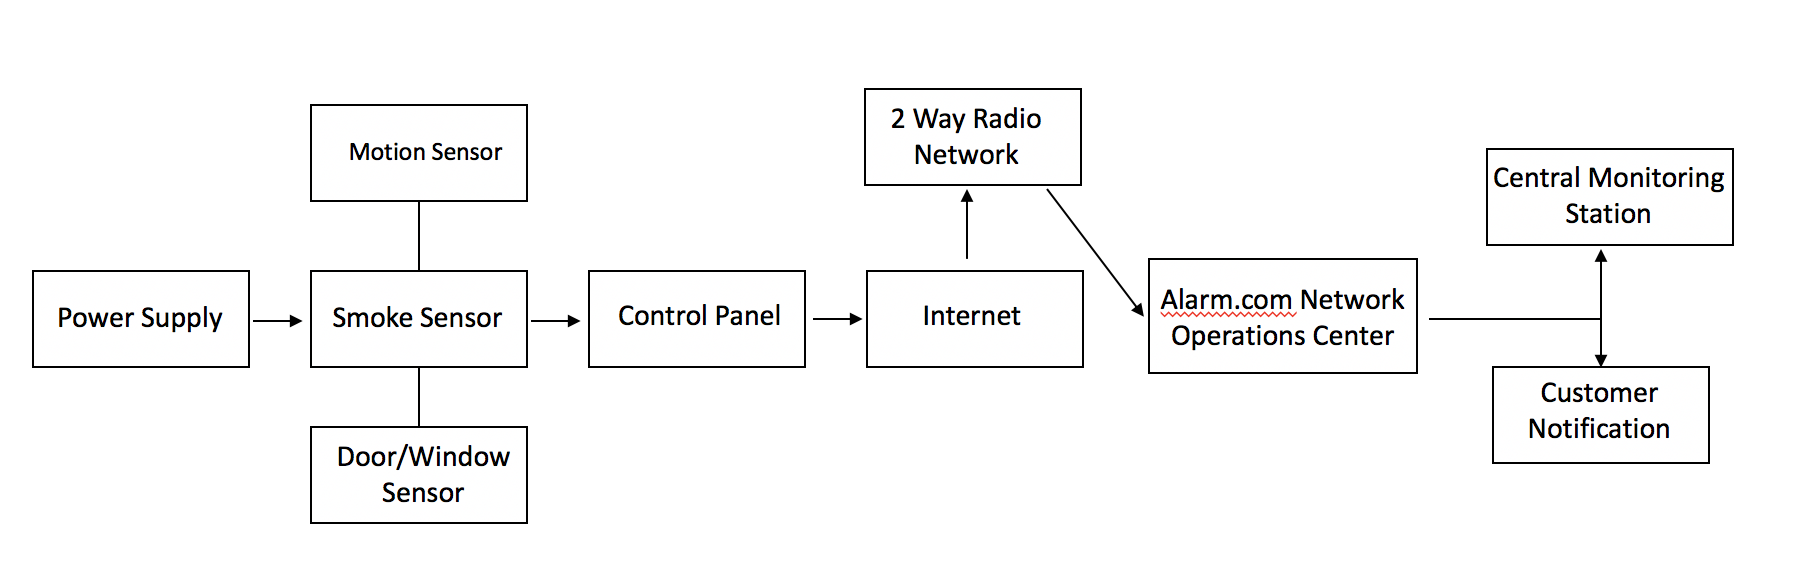 Motion Sensor
2 Way Radio
Network
Central Monitoring
Station
Power Supply
Smoke Sensor
Control Panel
Internet
Alarm.com Network
Operations Center
Customer
Notification
Door/Window
Sensor